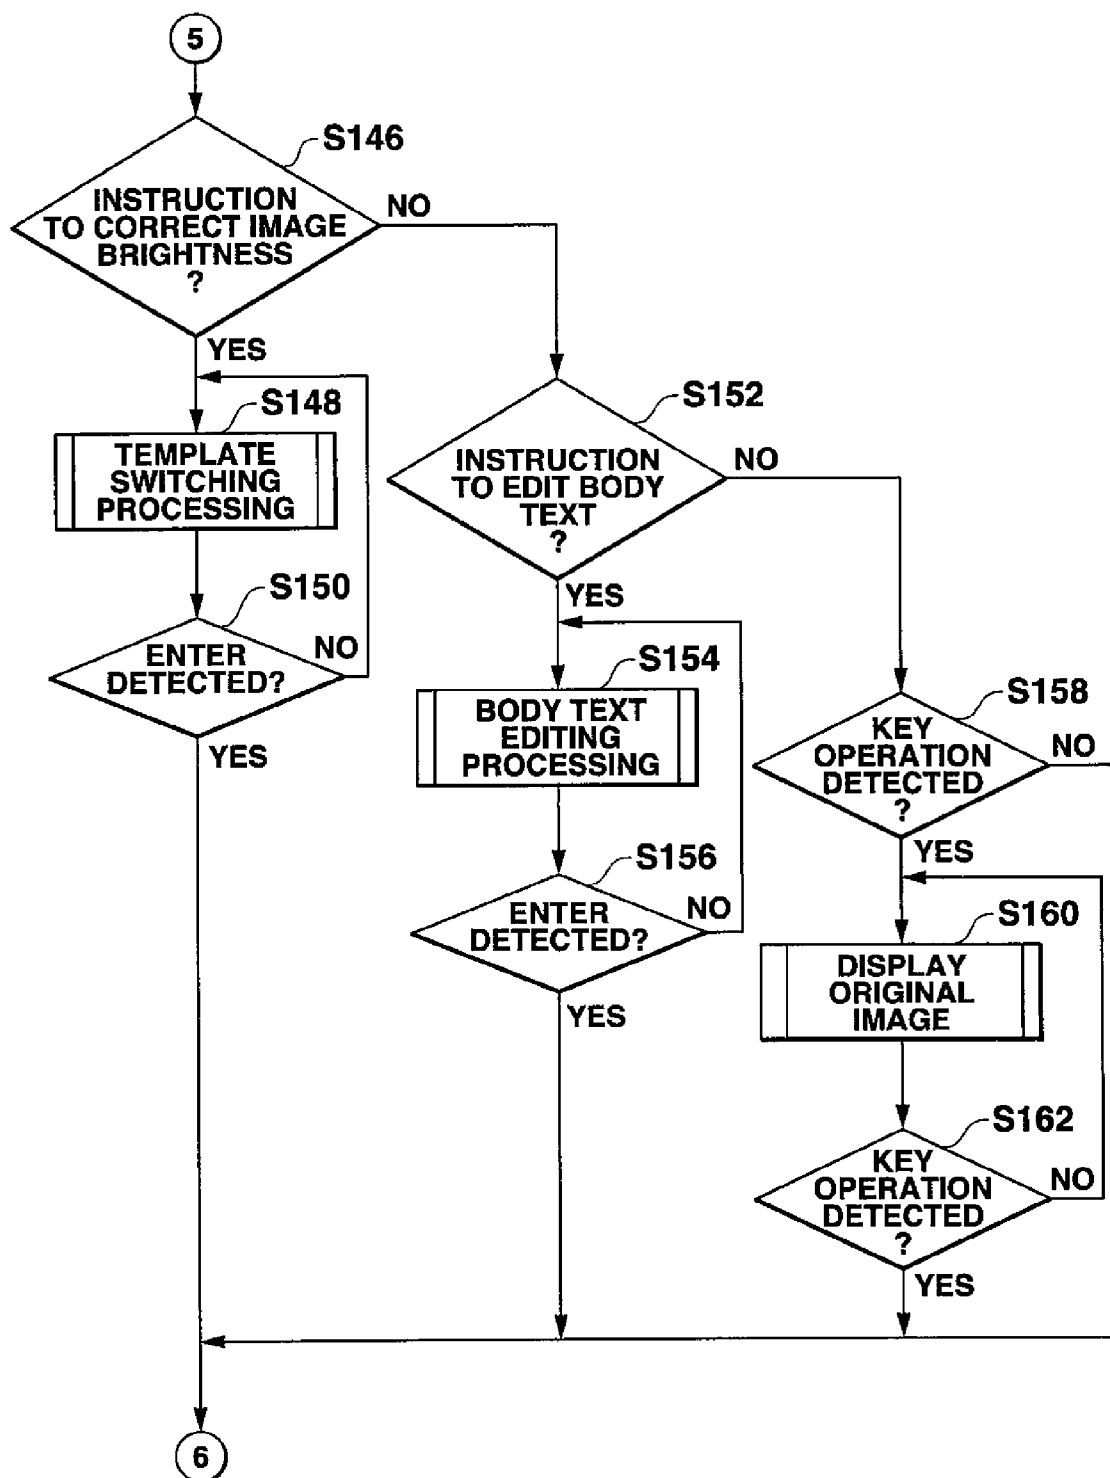 5
S146
INSTRUCTION
TO CORRECT IMAGE
BRIGHTNESS
?
NO
YES
S148
TEMPLATE
SWITCHING
PROCESSING
S150
ENTER
DETECTED?
NO
YES
S152
INSTRUCTION
TO EDIT BODY
TEXT
?
NO
YES
S154
BODY TEXT
EDITING
PROCESSING
S156
ENTER
DETECTED?
NO
YES
S158
KEY
OPERATION
DETECTED
?
NO
YES
S160
DISPLAY
ORIGINAL
IMAGE
S162
KEY
OPERATION
DETECTED
?
NO
YES
6